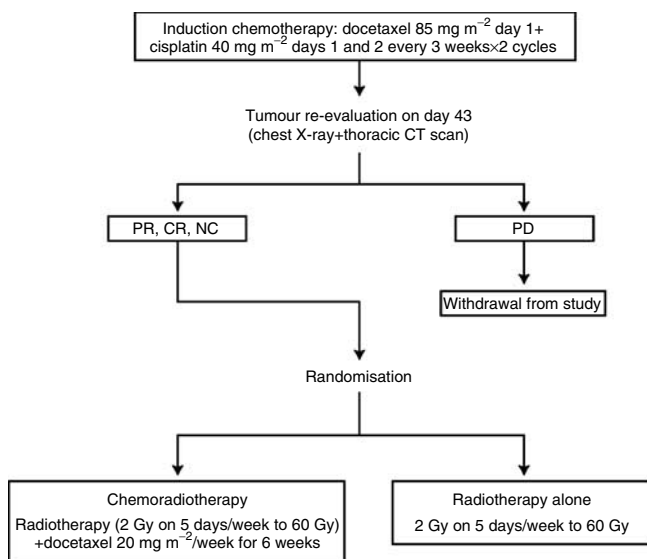 Induction chemotherapy: docetaxel 85 mg m⁻² day 1+
cisplatin 40 mg m⁻² days 1 and 2 every 3 weeks×2 cycles
Tumour re-evaluation on day 43
(chest X-ray+thoracic CT scan)
PR, CR, NC
PD
Withdrawal from study
Randomisation
Chemoradiotherapy
Radiotherapy (2 Gy on 5 days/week to 60 Gy)
+docetaxel 20 mg m⁻²/week for 6 weeks
Radiotherapy alone
2 Gy on 5 days/week to 60 Gy